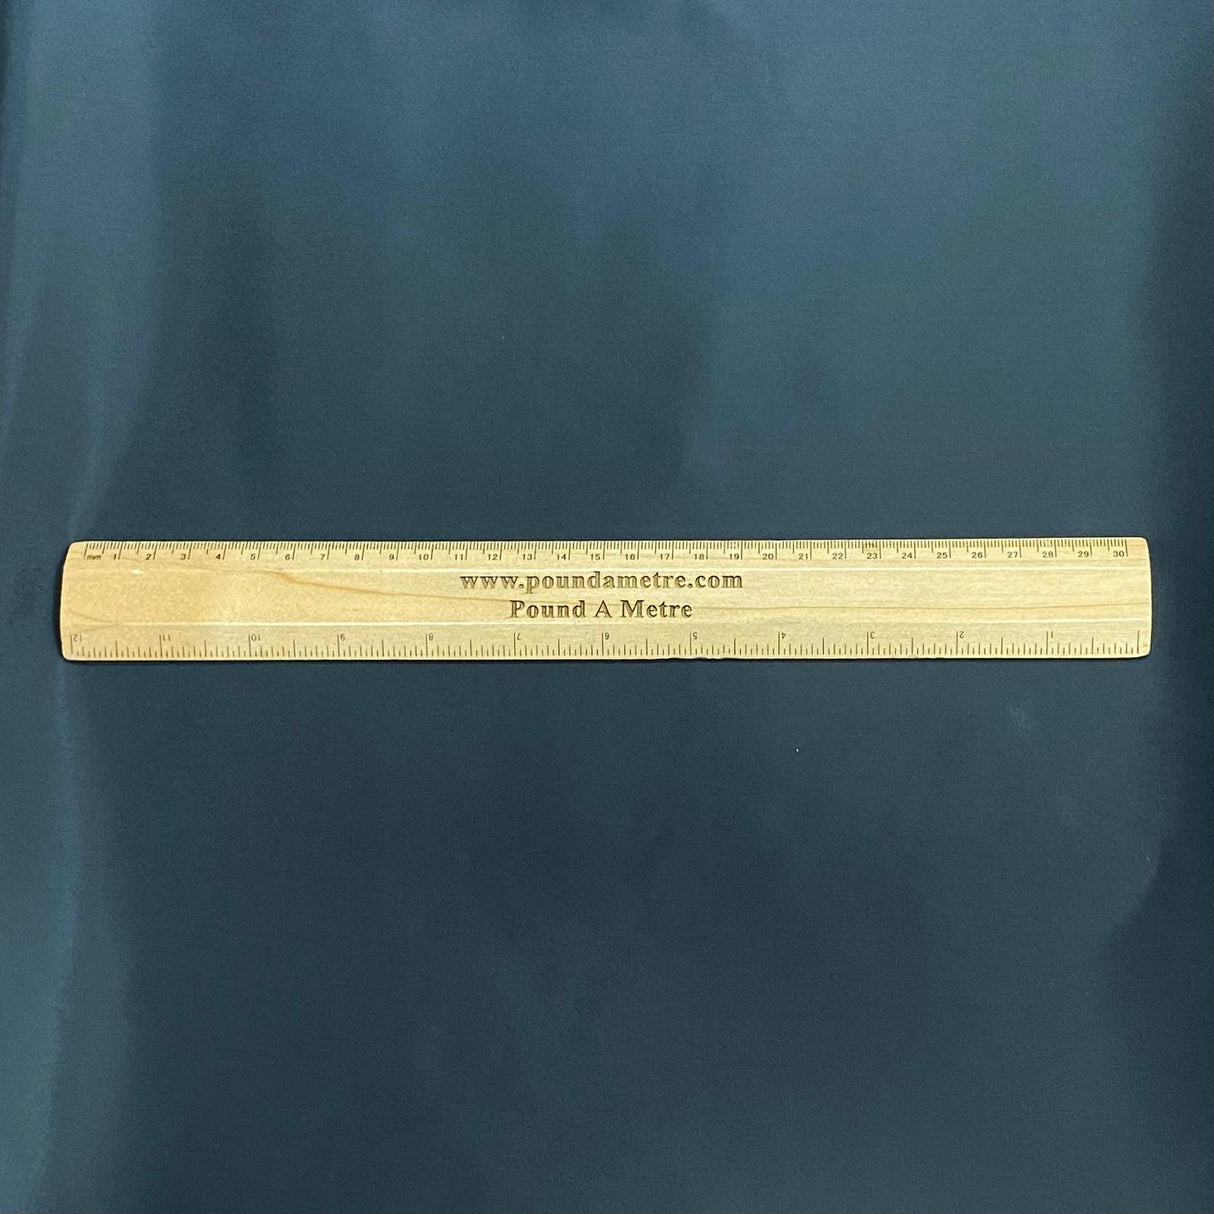 mm 1 2 3 4 5 6 7 8 9 10 11 12 13 14 15 16 17 18 19 20 21 22 23 24 25 26 27 28 29 30
www.poundametre.com
Pound A Metre
12 11 10 9 8 7 6 5 4 3 2 1